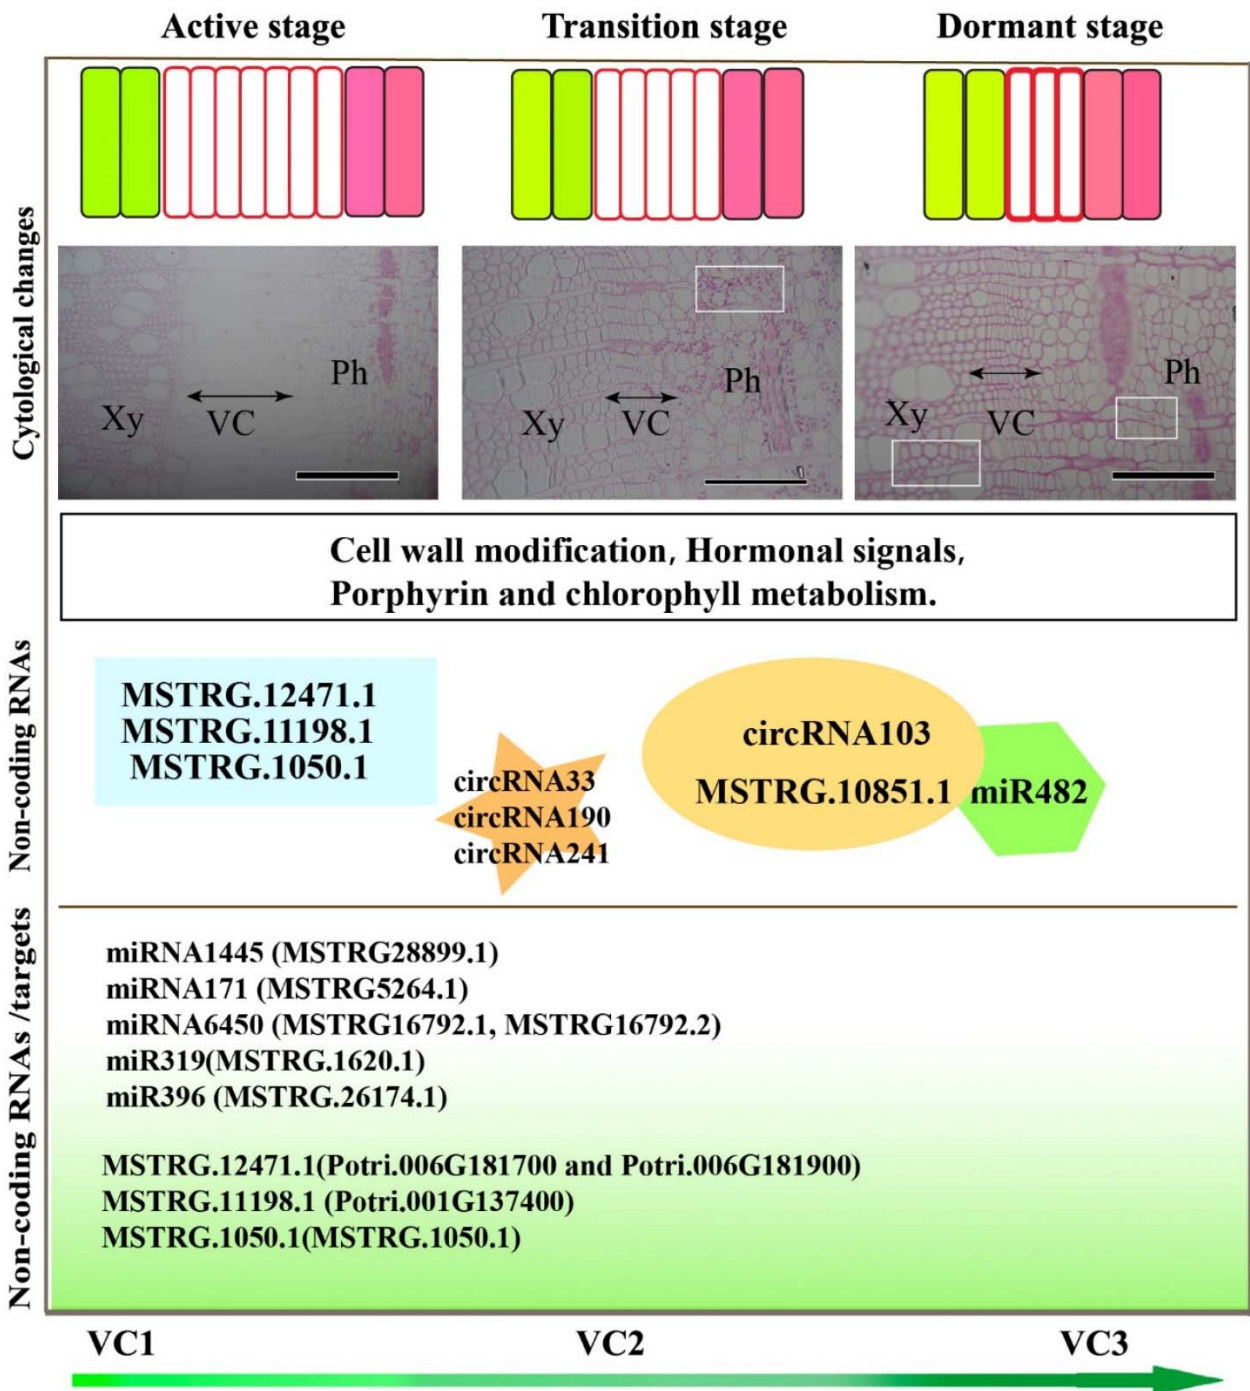 Active stage
Transition stage
Dormant stage
Cytological changes
Xy
VC
Ph
Xy
VC
Ph
Xy
VC
Ph
Cell wall modification, Hormonal signals,
Porphyrin and chlorophyll metabolism.
Non-coding RNAs
MSTRG.12471.1
MSTRG.11198.1
MSTRG.1050.1
circRNA33
circRNA190
circRNA241
circRNA103
MSTRG.10851.1
miR482
Non-coding RNAs /targets
miRNA1445 (MSTRG28899.1)
miRNA171 (MSTRG5264.1)
miRNA6450 (MSTRG16792.1, MSTRG16792.2)
miR319(MSTRG.1620.1)
miR396 (MSTRG.26174.1)
MSTRG.12471.1(Potri.006G181700 and Potri.006G181900)
MSTRG.11198.1 (Potri.001G137400)
MSTRG.1050.1(MSTRG.1050.1)
VC1
VC2
VC3